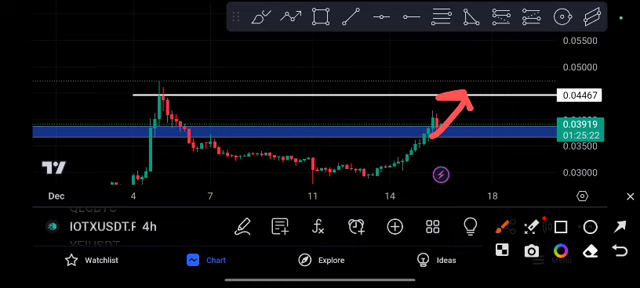 0.05500
0.05000
0.04467
0.03919
01:25:22
0.03500
0.03000
Dec 4 7 11 14 18
IOTXUSDT.P 4h
Watchlist Chart Explore Ideas